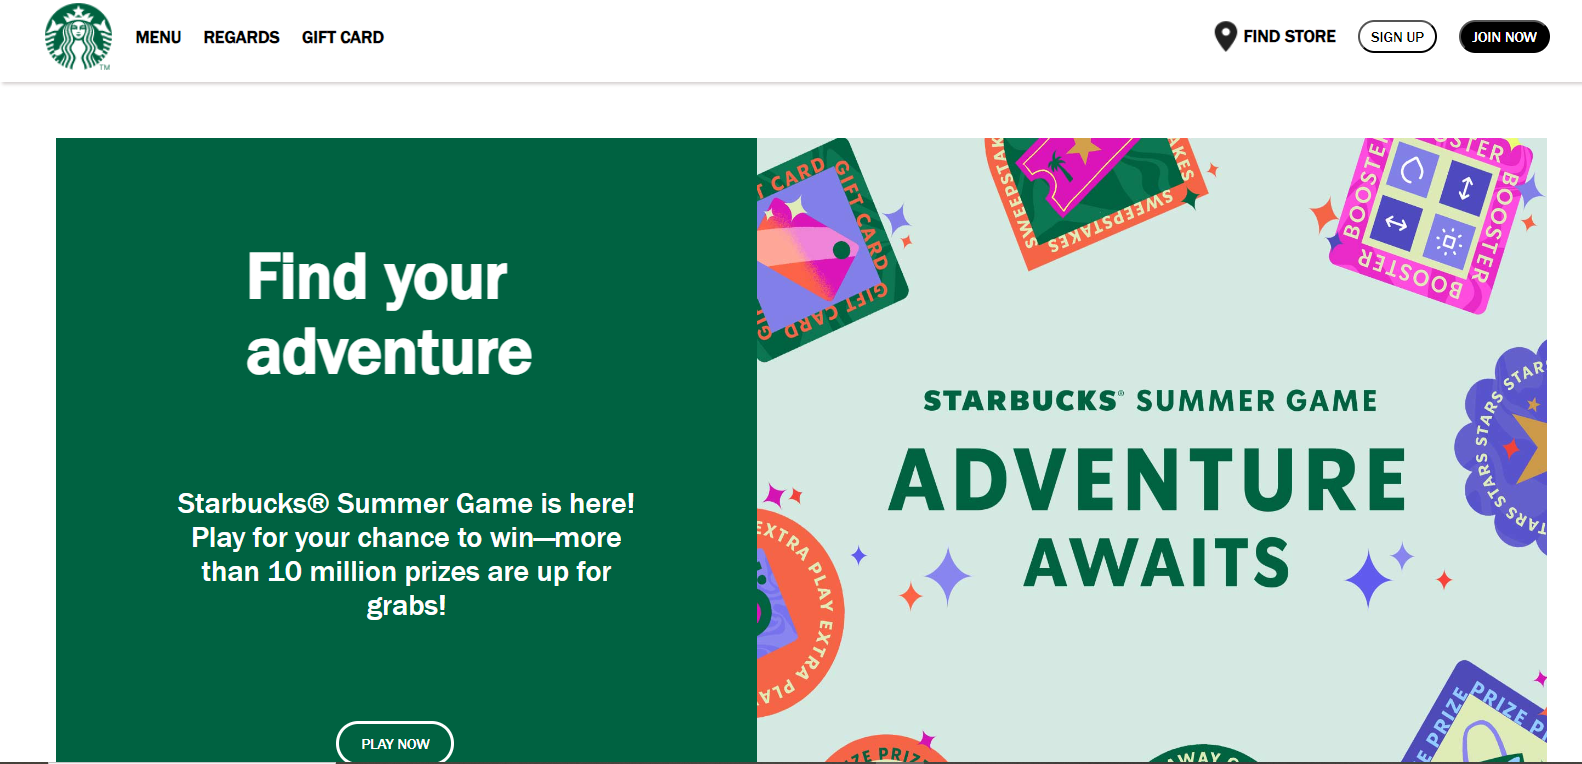 MENU REGARDS GIFT CARD
FIND STORE SIGN UP JOIN NOW
TM
Find your
adventure
Starbucks® Summer Game is here!
Play for your chance to win—more
than 10 million prizes are up for
grabs!
PLAY NOW
GIFT CARD GIFT CARD
SWEEPSTAKES
BOOSTER BOOSTER BOOSTER
STARBUCKS® SUMMER GAME
ADVENTURE
AWAITS
STARS STARS STARS STARS
EXTRA PLAY EXTRA PLAY
PRIZE
PRIZE PRIZE
AWAY